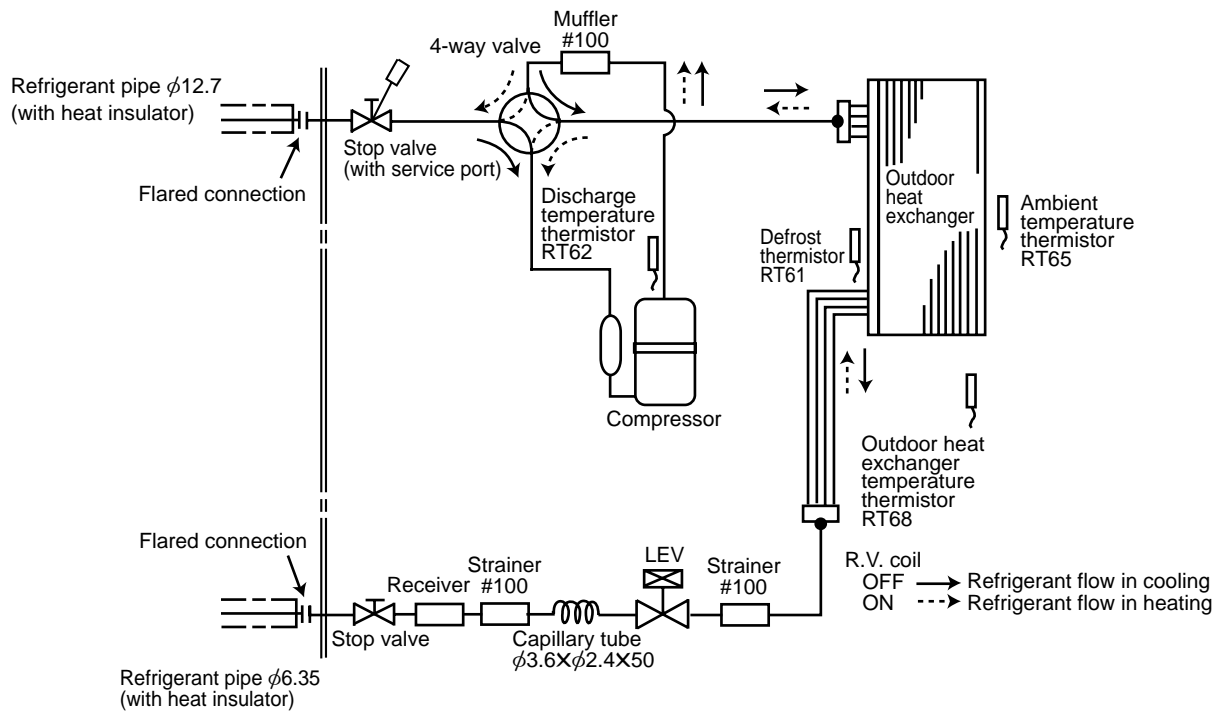 Muffler
#100
4-way valve
Refrigerant pipe ϕ12.7
(with heat insulator)
Stop valve
(with service port)
Flared connection
Discharge
temperature
thermistor
RT62
Outdoor
heat
exchanger
Ambient
temperature
thermistor
RT65
Defrost
thermistor
RT61
Compressor
Outdoor heat
exchanger
temperature
thermistor
RT68
Flared connection
Receiver
Strainer
#100
LEV
Strainer
#100
R.V. coil
OFF Refrigerant flow in cooling
ON Refrigerant flow in heating
Stop valve
Capillary tube
ϕ3.6×ϕ2.4×50
Refrigerant pipe ϕ6.35
(with heat insulator)